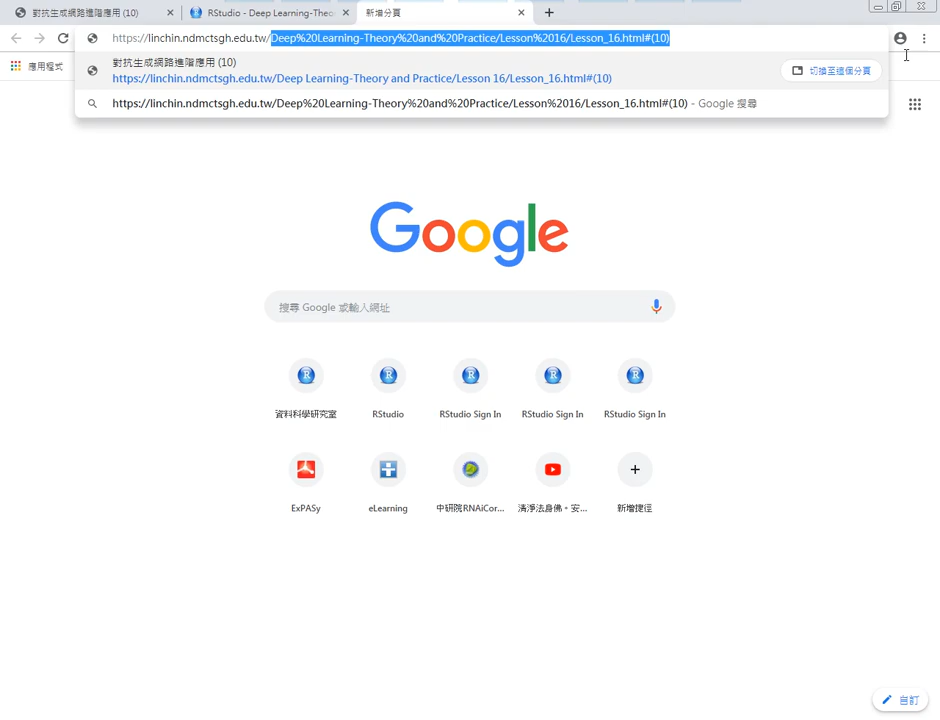 對抗生成網路進階應用 (10)
RStudio - Deep Learning-Theo
新增分頁
https://linchin.ndmctsgh.edu.tw/Deep%20Learning-Theory%20and%20Practice/Lesson%2016/Lesson_16.html#(10)
應用程式
對抗生成網路進階應用 (10)
https://linchin.ndmctsgh.edu.tw/Deep Learning-Theory and Practice/Lesson 16/Lesson_16.html#(10)
切換至這個分頁
https://linchin.ndmctsgh.edu.tw/Deep%20Learning-Theory%20and%20Practice/Lesson%2016/Lesson_16.html#(10) - Google 搜尋
Google
搜尋 Google 或輸入網址
資料科學研究室
RStudio
RStudio Sign In
RStudio Sign In
RStudio Sign In
ExPASy
eLearning
中研院RNAiCor...
清淨法身佛。安...
新增捷徑
自訂